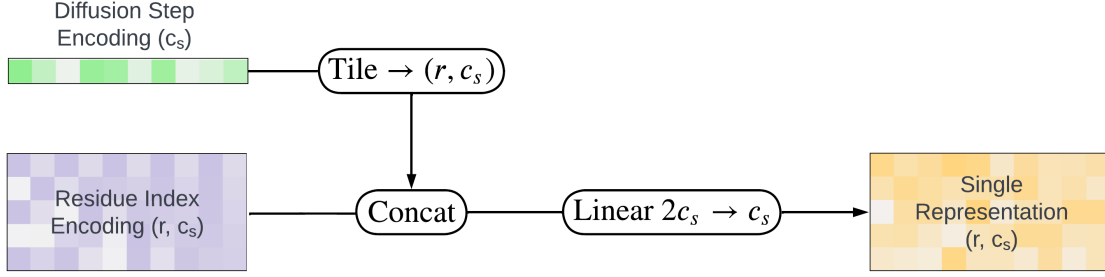 Diffusion Step
Encoding (cₛ)
Tile → (r, cₛ)
Residue Index
Encoding (r, cₛ)
Concat
Linear 2cₛ → cₛ
Single
Representation
(r, cₛ)